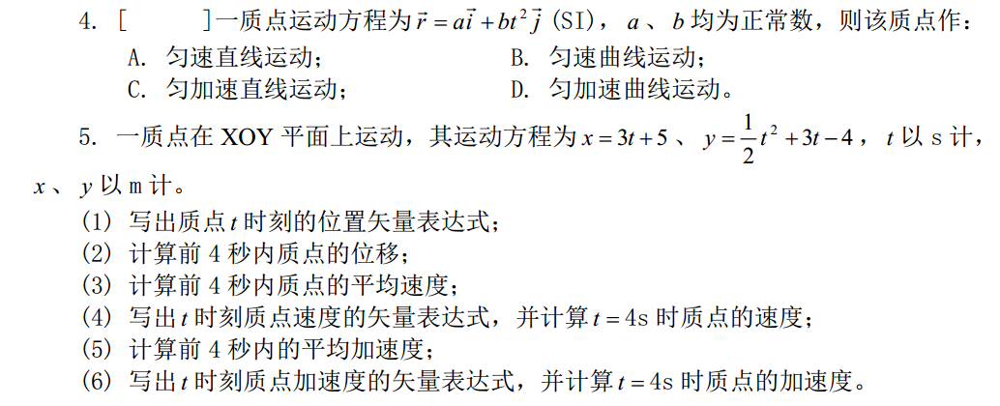 4. [ ]一质点运动方程为 $\vec{r} = a\vec{i} + bt^2\vec{j}$ (SI)，a、b 均为正常数，则该质点作：
A. 匀速直线运动； B. 匀速曲线运动；
C. 匀加速直线运动； D. 匀加速曲线运动。
5. 一质点在 XOY 平面上运动，其运动方程为 $x = 3t + 5$、$y = \frac{1}{2}t^2 + 3t - 4$，t 以 s 计，
x、y 以 m 计。
(1) 写出质点 t 时刻的位置矢量表达式；
(2) 计算前 4 秒内质点的位移；
(3) 计算前 4 秒内质点的平均速度；
(4) 写出 t 时刻质点速度的矢量表达式，并计算 t = 4s 时质点的速度；
(5) 计算前 4 秒内的平均加速度；
(6) 写出 t 时刻质点加速度的矢量表达式，并计算 t = 4s 时质点的加速度。